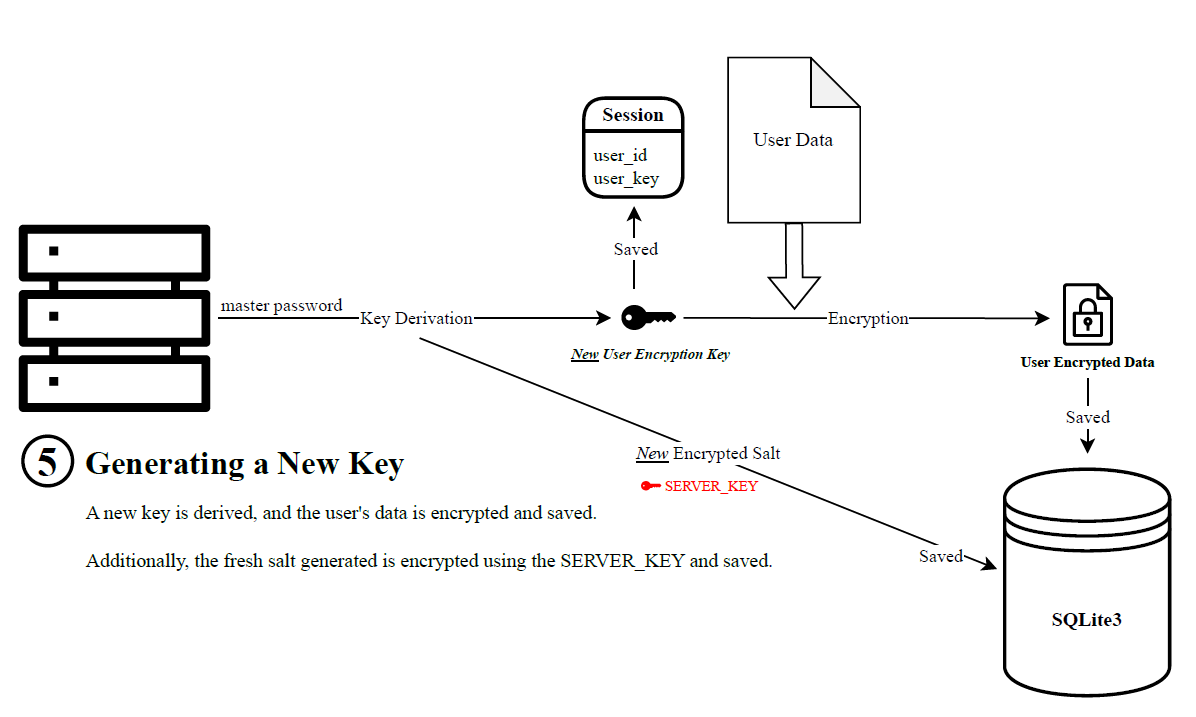 Session
user_id
user_key
User Data
Saved
master password
Key Derivation
Encryption
New User Encryption Key
User Encrypted Data
Saved
New Encrypted Salt
SERVER_KEY
Saved
SQLite3
5 Generating a New Key
A new key is derived, and the user's data is encrypted and saved.
Additionally, the fresh salt generated is encrypted using the SERVER_KEY and saved.